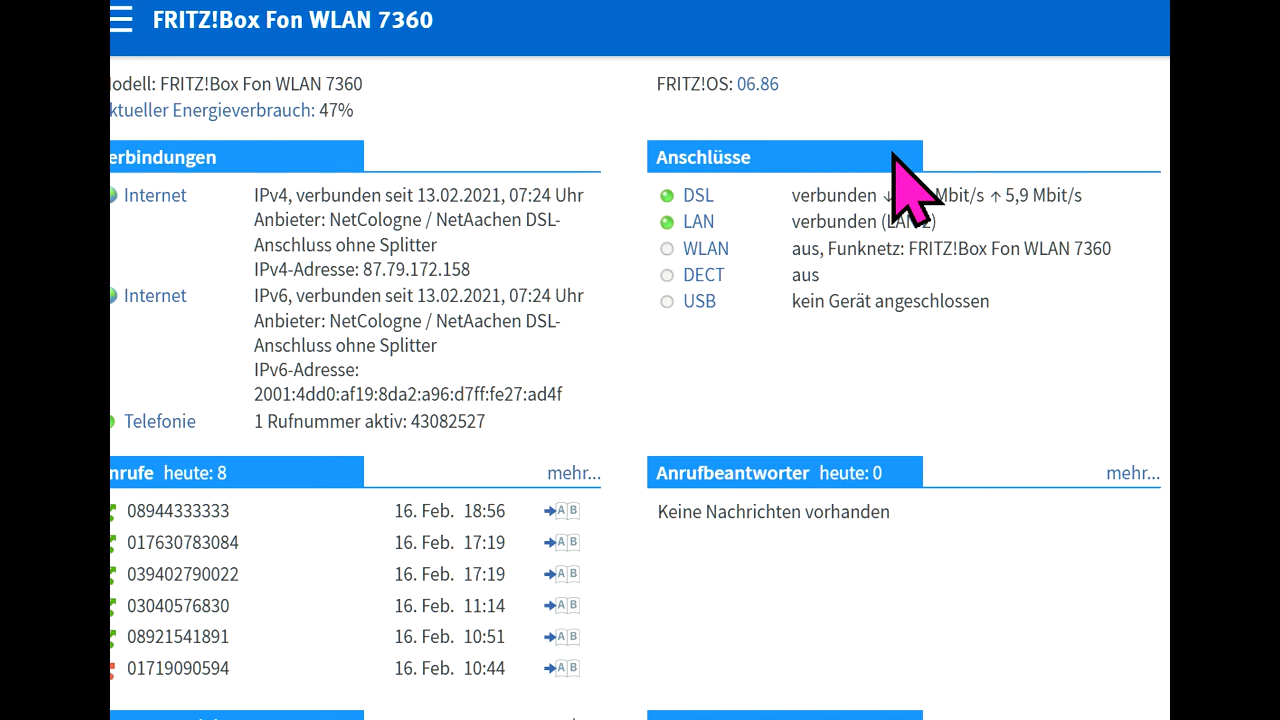 FRITZ!Box Fon WLAN 7360
odell: FRITZ!Box Fon WLAN 7360
FRITZ!OS: 06.86
ktueller Energieverbrauch: 47%
erbindungen
Internet IPv4, verbunden seit 13.02.2021, 07:24 Uhr
Anbieter: NetCologne / NetAachen DSL-
Anschluss ohne Splitter
IPv4-Adresse: 87.79.172.158
Internet IPv6, verbunden seit 13.02.2021, 07:24 Uhr
Anbieter: NetCologne / NetAachen DSL-
Anschluss ohne Splitter
IPv6-Adresse:
2001:4dd0:af19:8da2:a96:d7ff:fe27:ad4f
Telefonie 1 Rufnummer aktiv: 43082527
Anschlüsse
DSL verbunden ↓ Mbit/s ↑ 5,9 Mbit/s
LAN verbunden (LAN 2)
WLAN aus, Funknetz: FRITZ!Box Fon WLAN 7360
DECT aus
USB kein Gerät angeschlossen
nrufe heute: 8 mehr...
08944333333 16. Feb. 18:56
017630783084 16. Feb. 17:19
039402790022 16. Feb. 17:19
03040576830 16. Feb. 11:14
08921541891 16. Feb. 10:51
01719090594 16. Feb. 10:44
Anrufbeantworter heute: 0 mehr...
Keine Nachrichten vorhanden